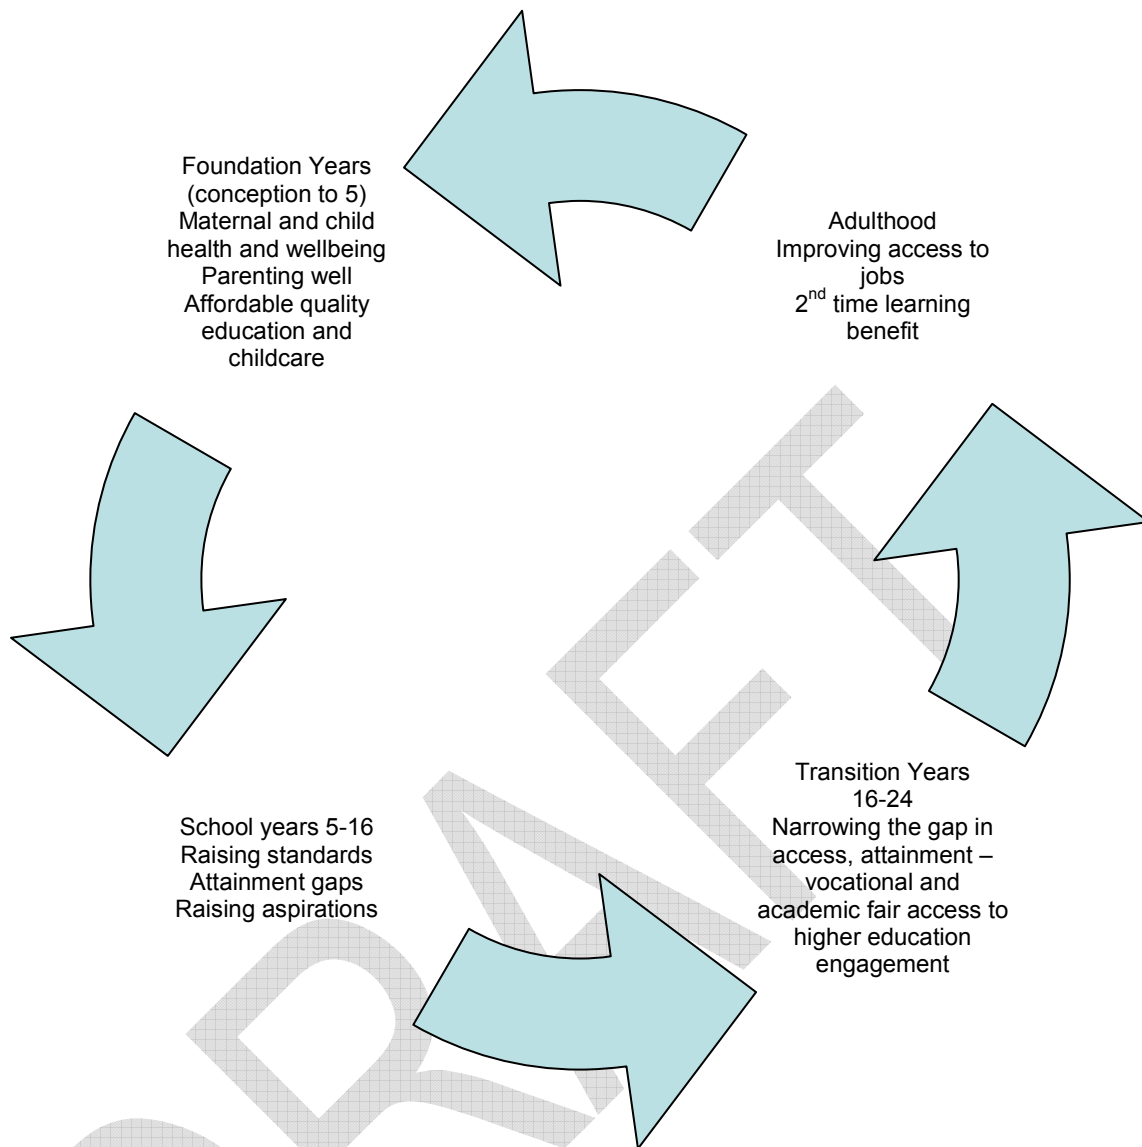 Foundation Years
(conception to 5)
Maternal and child
health and wellbeing
Parenting well
Affordable quality
education and
childcare
Adulthood
Improving access to
jobs
2nd time learning
benefit
School years 5-16
Raising standards
Attainment gaps
Raising aspirations
Transition Years
16-24
Narrowing the gap in
access, attainment –
vocational and
academic fair access to
higher education
engagement
DRAFT